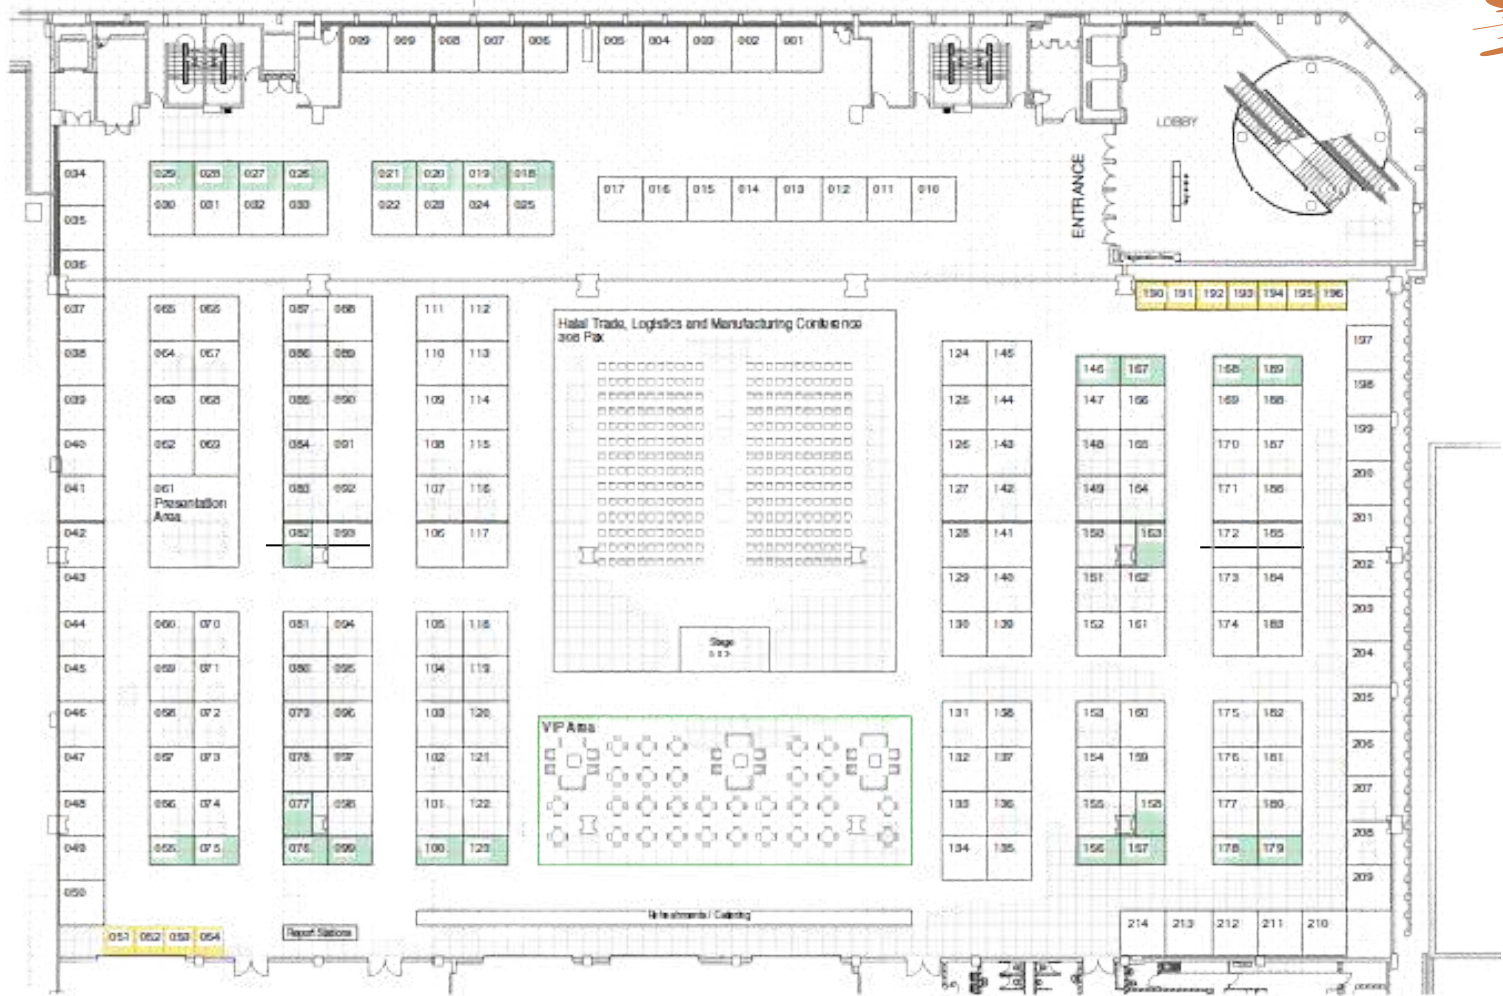 009 009 008 007 006 005 004 003 002 001
LOBBY
ENTRANCE
034 029 028 027 026 021 020 019 018
030 031 032 033 022 023 024 025
017 016 015 014 013 012 011 010
035
036
190 191 192 193 194 195 196
037 065 066 087 088 111 112
Halal Trade, Logistics and Manufacturing Conference
308 Pax
197
038 064 067 086 089 110 113 124 145
146 167 168 189
198
039 063 068 085 090 109 114 125 144 147 166 169 188
199
040 062 069 084 091 108 115 126 143 148 165 170 187
200
041 061 083 092 107 116 127 142 149 164 171 186
Presentation
Area
201
042 082 093 106 117 128 141 150 163 172 185
202
043 129 140 151 162 173 184
203
044 070 081 094 105 118 130 139 152 161 174 183
Stage
204
045 059 071 080 095 104 119
205
046 058 072 079 096 103 120 131 138 153 160 175 182
VIP Area
206
047 057 073 078 097 102 121 132 137 154 159 176 181
207
048 056 074 077 098 101 122 133 136 155 158 177 180
208
049 055 075 076 099 100 123 134 135 156 157 178 179
209
050
Refreshments / Catering
214 213 212 211 210
051 052 053 054
Report Stations